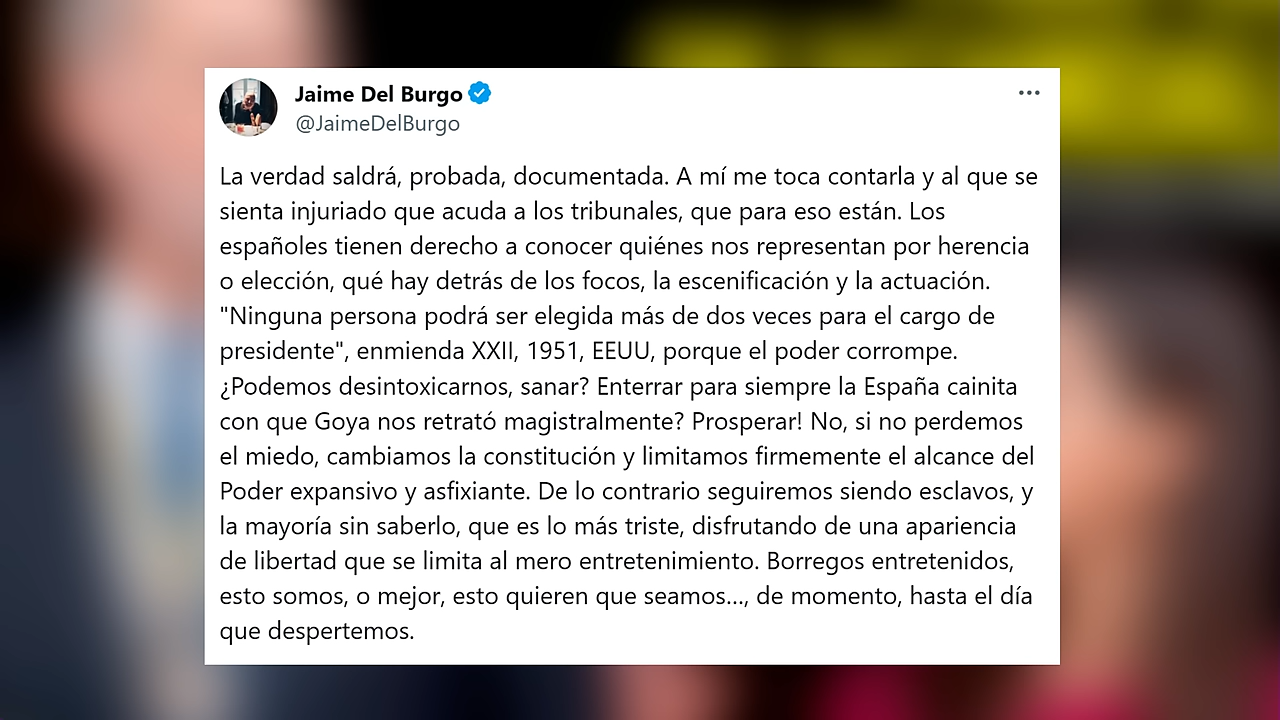 Jaime Del Burgo
@JaimeDelBurgo
La verdad saldrá, probada, documentada. A mí me toca contarla y al que se
sienta injuriado que acuda a los tribunales, que para eso están. Los
españoles tienen derecho a conocer quiénes nos representan por herencia
o elección, qué hay detrás de los focos, la escenificación y la actuación.
"Ninguna persona podrá ser elegida más de dos veces para el cargo de
presidente", enmienda XXII, 1951, EEUU, porque el poder corrompe.
¿Podemos desintoxicarnos, sanar? Enterrar para siempre la España cainita
con que Goya nos retrató magistralmente? Prosperar! No, si no perdemos
el miedo, cambiamos la constitución y limitamos firmemente el alcance del
Poder expansivo y asfixiante. De lo contrario seguiremos siendo esclavos, y
la mayoría sin saberlo, que es lo más triste, disfrutando de una apariencia
de libertad que se limita al mero entretenimiento. Borregos entretenidos,
esto somos, o mejor, esto quieren que seamos..., de momento, hasta el día
que despertemos.